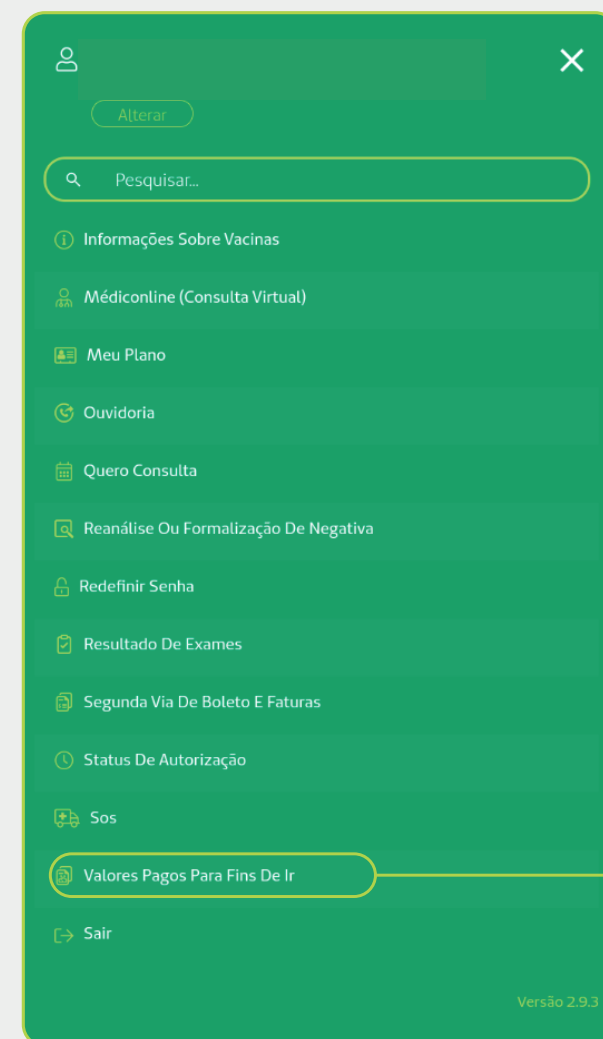 Alterar
Pesquisar...
Informações Sobre Vacinas
Médiconline (Consulta Virtual)
Meu Plano
Ouvidoria
Quero Consulta
Reanálise Ou Formalização De Negativa
Redefinir Senha
Resultado De Exames
Segunda Via De Boleto E Faturas
Status De Autorização
Sos
Valores Pagos Para Fins De Ir
Sair
Versão 2.9.3